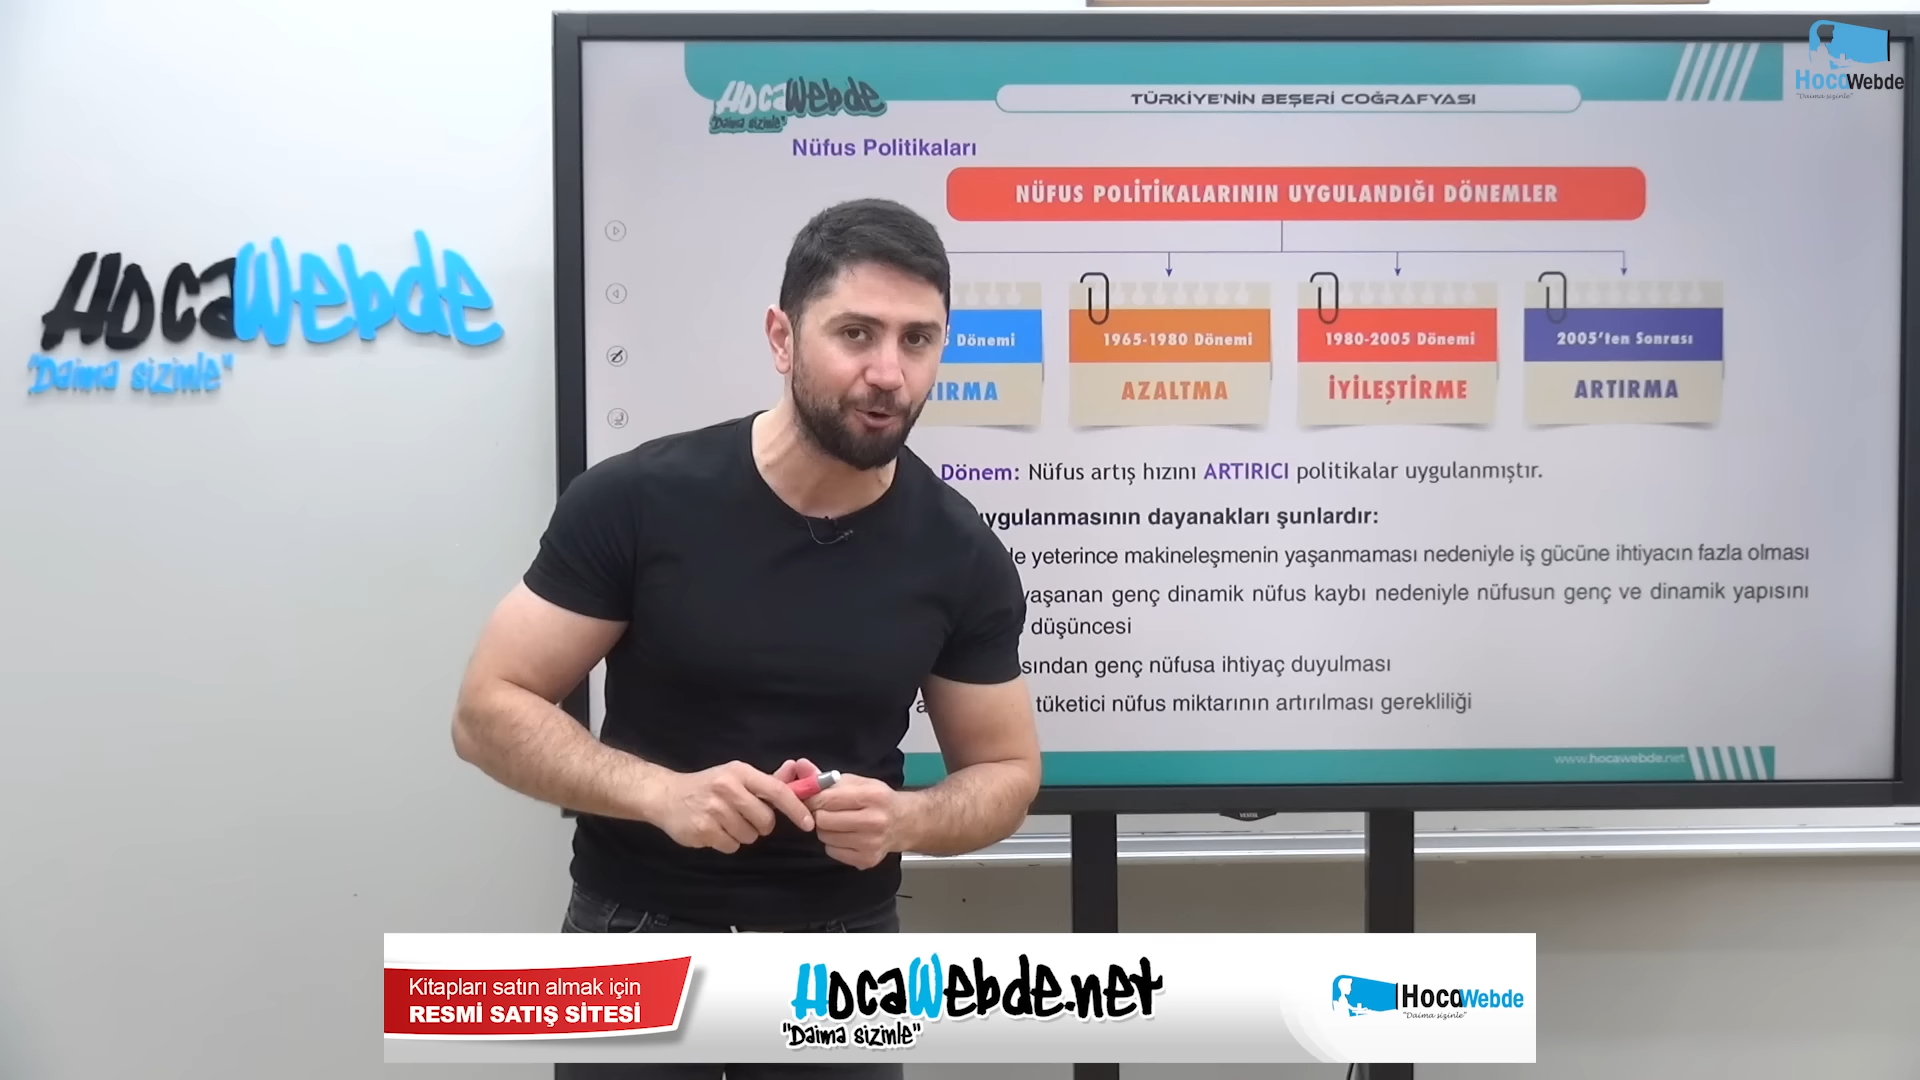 HocaWebde
"Daima sizinle"
HocaWebde
"Daima sizinle"
TÜRKİYE'NİN BEŞERİ COĞRAFYASI
HocaWebde
"Daima sizinle"
Nüfus Politikaları
NÜFUS POLİTİKALARININ UYGULANDIĞI DÖNEMLER
Dönemi
1965-1980 Dönemi
1980-2005 Dönemi
2005'ten Sonrası
AZALTMA
İYİLEŞTİRME
ARTIRMA
Dönem: Nüfus artış hızını ARTIRICI politikalar uygulanmıştır.
uygulanmasının dayanakları şunlardır:
yeterince makineleşmenin yaşanmaması nedeniyle iş gücüne ihtiyacın fazla olması
yaşanan genç dinamik nüfus kaybı nedeniyle nüfusun genç ve dinamik yapısını
düşüncesi
genç nüfusa ihtiyaç duyulması
tüketici nüfus miktarının artırılması gerekliliği
www.hocawebde.net
Kitapları satın almak için
RESMİ SATIŞ SİTESİ
HocaWebde.net
"Daima sizinle"
HocaWebde
"Daima sizinle"